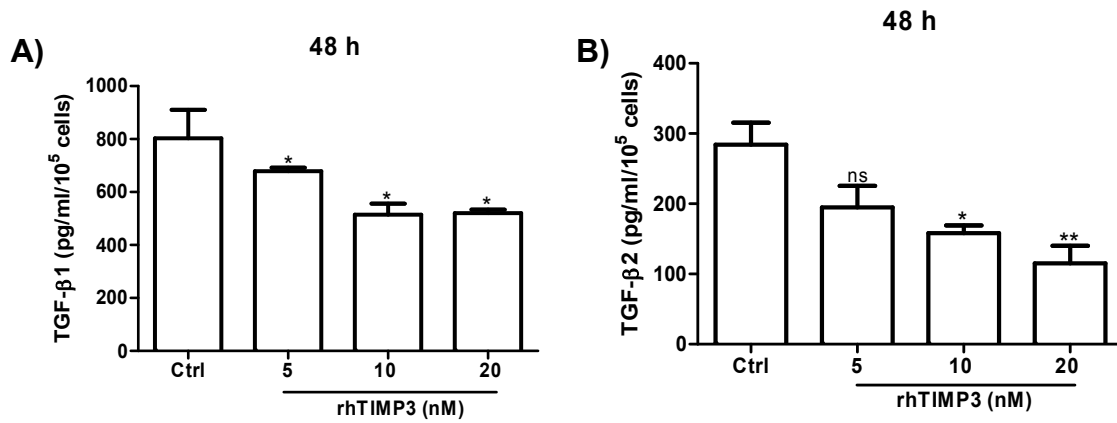 A)
48 h
TGF-β1 (pg/ml/10⁵ cells)
1000
800
600
400
200
0
*
*
*
Ctrl 5 10 20
rhTIMP3 (nM)
B)
48 h
TGF-β2 (pg/ml/10⁵ cells)
400
300
200
100
0
ns
*
**
Ctrl 5 10 20
rhTIMP3 (nM)